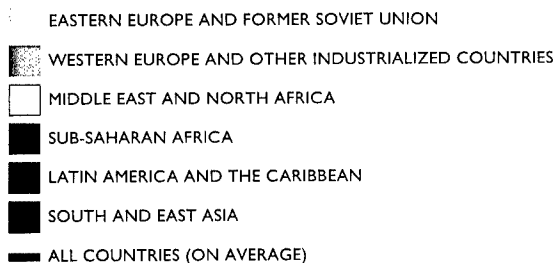 EASTERN EUROPE AND FORMER SOVIET UNION
WESTERN EUROPE AND OTHER INDUSTRIALIZED COUNTRIES
MIDDLE EAST AND NORTH AFRICA
SUB-SAHARAN AFRICA
LATIN AMERICA AND THE CARIBBEAN
SOUTH AND EAST ASIA
ALL COUNTRIES (ON AVERAGE)